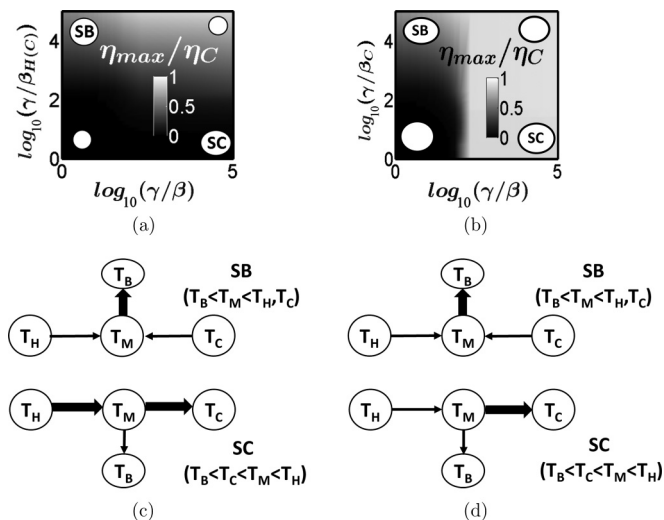 4
2
0
0
5
log₁₀(γ/β_H(C))
log₁₀(γ/β)
SB
SC
η_max/η_C
1
0.5
0
(a)
4
2
0
0
5
log₁₀(γ/β_C)
log₁₀(γ/β)
SB
SC
η_max/η_C
1
0.5
0
(b)
T_B
SB
(T_B<T_M<T_H,T_C)
T_H
T_M
T_C
T_H
T_M
T_C
SC
T_B
(T_B<T_C<T_M<T_H)
(c)
T_B
SB
(T_B<T_M<T_H,T_C)
T_H
T_M
T_C
T_H
T_M
T_C
SC
T_B
(T_B<T_C<T_M<T_H)
(d)